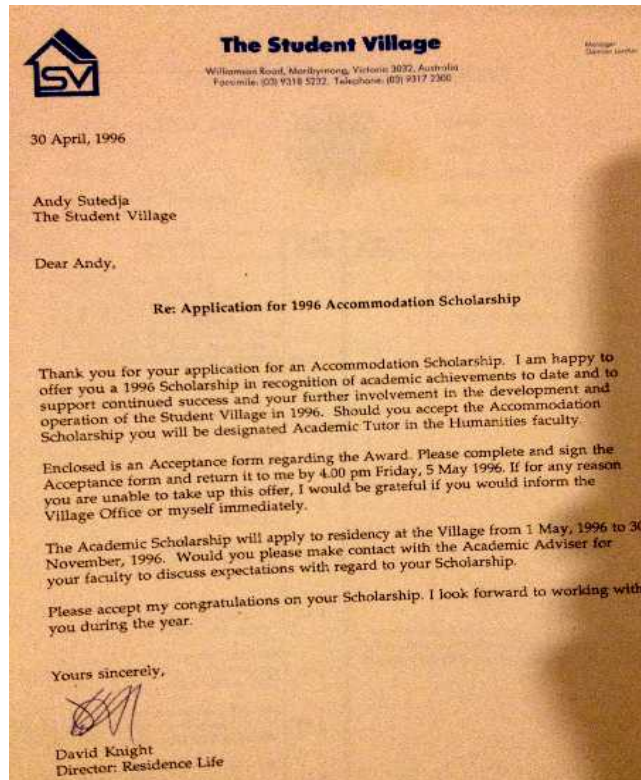 SV
The Student Village
Williamson Road, Maribyrnong, Victoria 3032, Australia
Facsimile: (03) 9318 5232. Telephone: (03) 9317 2300
Manager
30 April, 1996
Andy Sutedja
The Student Village
Dear Andy,
Re: Application for 1996 Accommodation Scholarship
Thank you for your application for an Accommodation Scholarship. I am happy to
offer you a 1996 Scholarship in recognition of academic achievements to date and to
support continued success and your further involvement in the development and
operation of the Student Village in 1996. Should you accept the Accommodation
Scholarship you will be designated Academic Tutor in the Humanities faculty
Enclosed is an Acceptance form regarding the Award. Please complete and sign the
Acceptance form and return it to me by 4.00 pm Friday, 5 May 1996. If for any reason
you are unable to take up this offer, I would be grateful if you would inform the
Village Office or myself immediately.
The Academic Scholarship will apply to residency at the Village from 1 May, 1996 to 30
November, 1996. Would you please make contact with the Academic Adviser for
your faculty to discuss expectations with regard to your Scholarship.
Please accept my congratulations on your Scholarship. I look forward to working with
you during the year.
Yours sincerely,
David Knight
Director: Residence Life